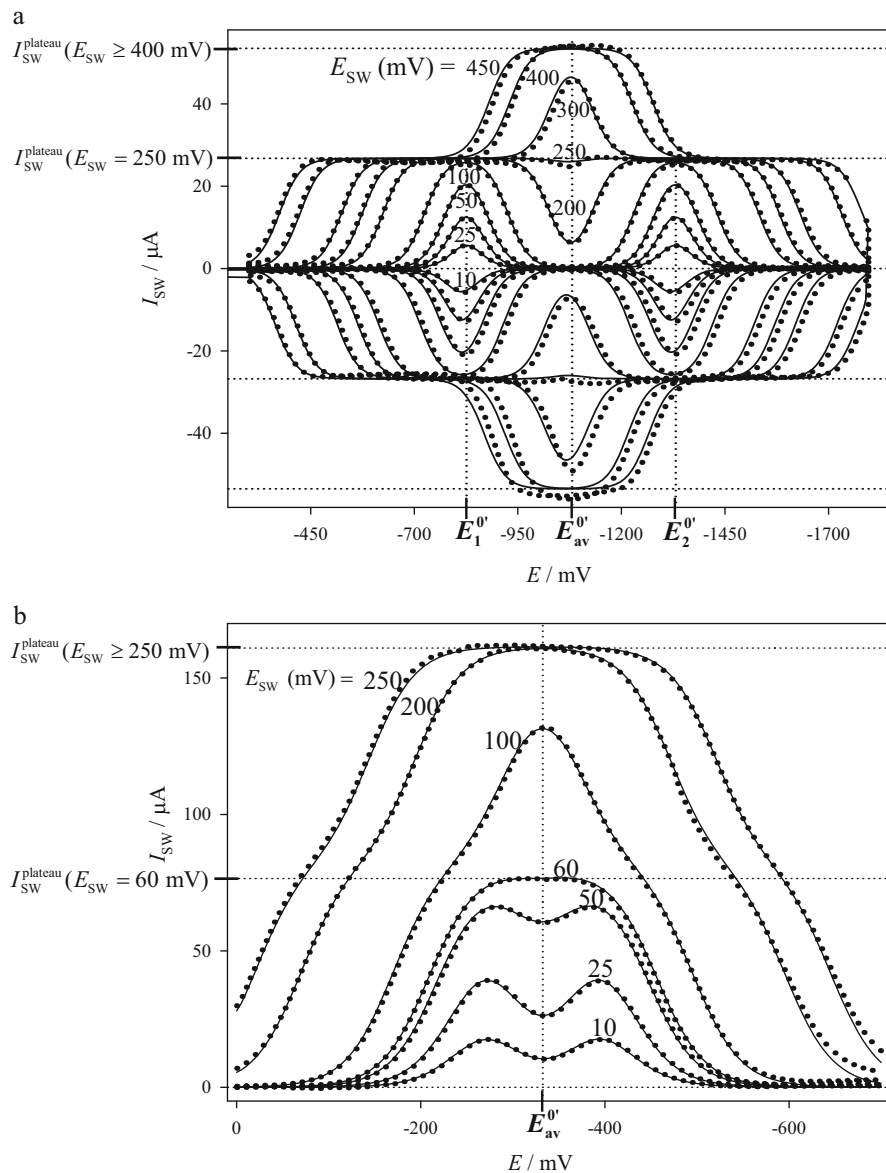 a
I_SW^plateau (E_SW ≥ 400 mV)
E_SW (mV) = 450
400
300
250
200
40
I_SW^plateau (E_SW = 250 mV)
20
100
50
25
10
0
-20
-40
I_SW / μA
-450
-700
-950
-1200
-1450
-1700
E_1^0'
E_av^0'
E_2^0'
E / mV
b
I_SW^plateau (E_SW ≥ 250 mV)
150
E_SW (mV) = 250
200
100
100
I_SW / μA
I_SW^plateau (E_SW = 60 mV)
60
50
50
25
10
0
0
-200
E_av^0'
-400
-600
E / mV